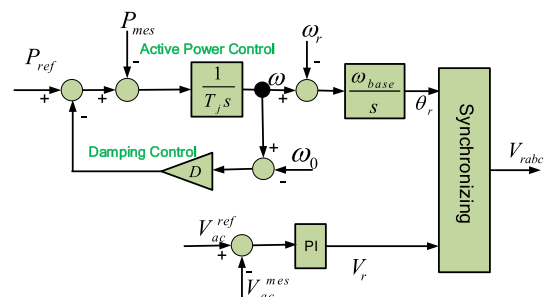 P_mes
Active Power Control
ω_r
P_ref
+
-
+
-
1
T_j s
ω
+
-
ω_base
s
θ_r
Synchronizing
Damping Control
D
+
-
ω_0
V_rabc
V_ac^ref
+
-
PI
V_r
V_ac^mes